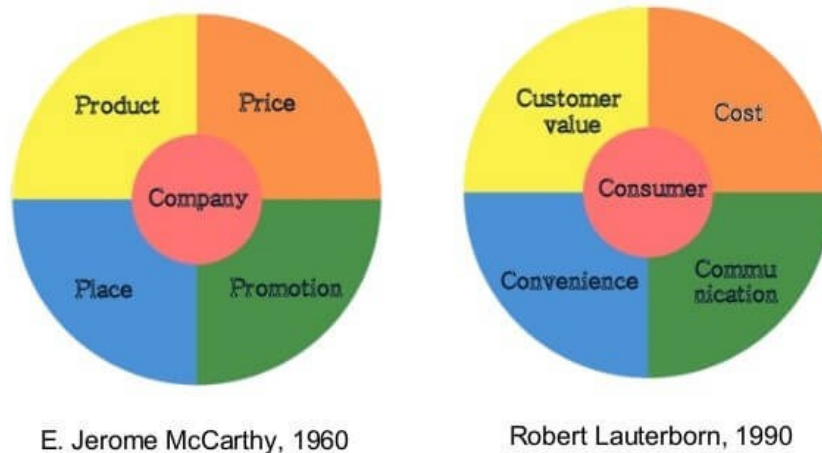 Product
Price
Company
Place
Promotion
E. Jerome McCarthy, 1960
Customer
value
Cost
Consumer
Convenience
Commu
nication
Robert Lauterborn, 1990